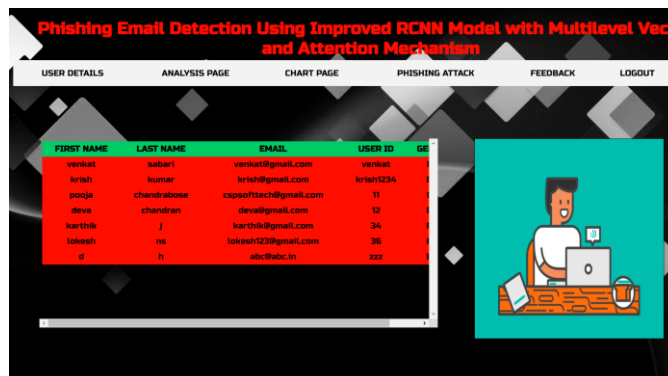 Phishing Email Detection Using Improved RCNN Model with Multilevel Vec
and Attention Mechanism
USER DETAILS ANALYSIS PAGE CHART PAGE PHISHING ATTACK FEEDBACK LOGOUT
FIRST NAME LAST NAME EMAIL USER ID GE
venkat sabari venkat@gmail.com venkat
krish kumar krish@gmail.com krish1234
pooja chandrabose cspsofttech@gmail.com 11
deva chandran deva@gmail.com 12
karthik j karthik@gmail.com 34
lokesh ns lokesh123@gmail.com 36
d h abc@abc.in zzz